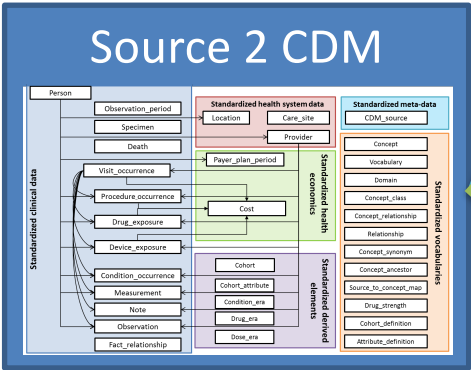 Source 2 CDM
Person
Standardized clinical data
Observation_period
Specimen
Death
Visit_occurrence
Procedure_occurrence
Drug_exposure
Device_exposure
Condition_occurrence
Measurement
Note
Observation
Fact_relationship
Standardized health system data
Location
Care_site
Provider
Payer_plan_period
Cost
Standardized health
economics
Cohort
Cohort_attribute
Condition_era
Drug_era
Dose_era
Standardized derived
elements
Standardized meta-data
CDM_source
Concept
Vocabulary
Domain
Concept_class
Concept_relationship
Relationship
Concept_synonym
Concept_ancestor
Source_to_concept_map
Drug_strength
Cohort_definition
Attribute_definition
Standardized vocabularies